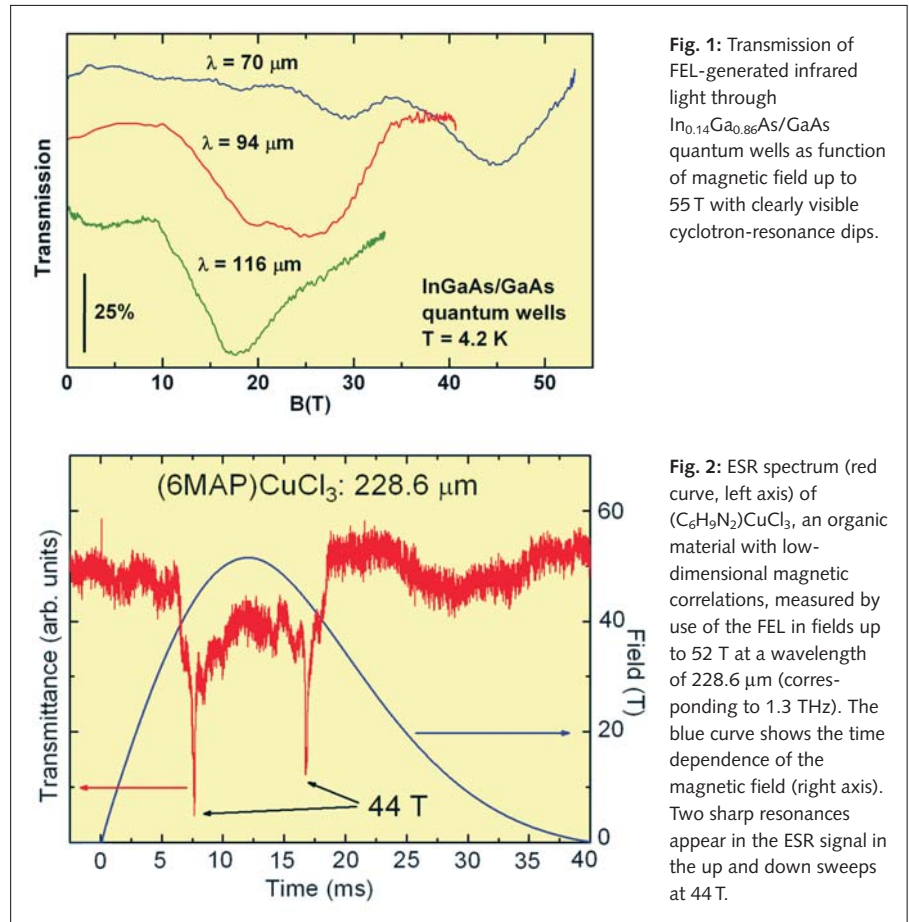 λ = 70 μm
λ = 94 μm
λ = 116 μm
25%
InGaAs/GaAs
quantum wells
T = 4.2 K
Transmission
0 10 20 30 40 50
B(T)
Fig. 1: Transmission of
FEL-generated infrared
light through
In0.14Ga0.86As/GaAs
quantum wells as function
of magnetic field up to
55 T with clearly visible
cyclotron-resonance dips.
(6MAP)CuCl3: 228.6 μm
Transmittance (arb. units)
60
40
20
0
Field (T)
44 T
0 5 10 15 20 25 30 35 40
Time (ms)
Fig. 2: ESR spectrum (red
curve, left axis) of
(C6H9N2)CuCl3, an organic
material with low-
dimensional magnetic
correlations, measured by
use of the FEL in fields up
to 52 T at a wavelength
of 228.6 μm (corres-
ponding to 1.3 THz). The
blue curve shows the time
dependence of the
magnetic field (right axis).
Two sharp resonances
appear in the ESR signal in
the up and down sweeps
at 44 T.